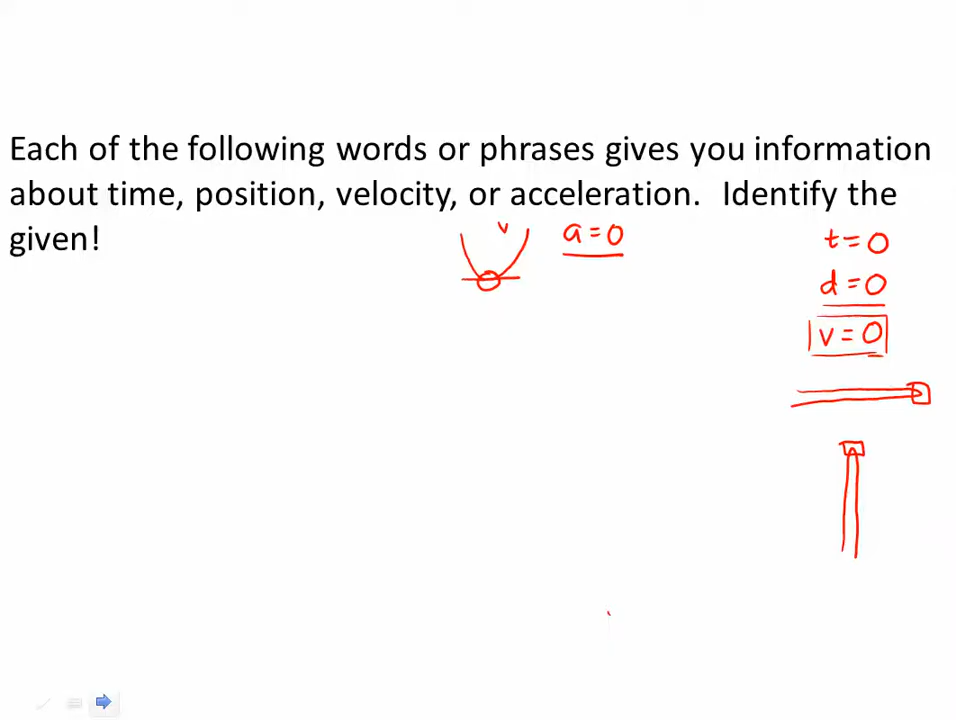 Each of the following words or phrases gives you information
about time, position, velocity, or acceleration. Identify the
given!
v
a = 0
t = 0
d = 0
v = 0